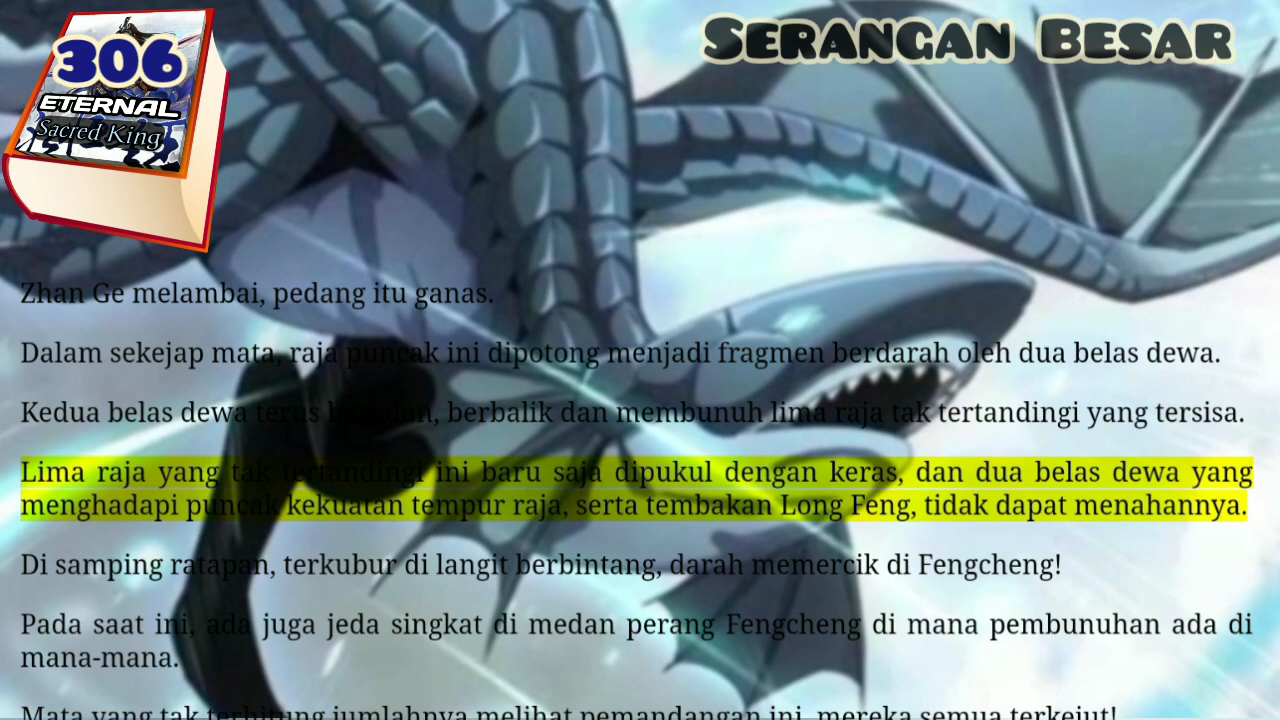 306
ETERNAL
Sacred King
SERANGAN BESAR
Zhan Ge melambai, pedang itu ganas.
Dalam sekejap mata, raja puncak ini dipotong menjadi fragmen berdarah oleh dua belas dewa.
Kedua belas dewa terus berjalan, berbalik dan membunuh lima raja tak tertandingi yang tersisa.
Lima raja yang tak tertandingi ini baru saja dipukul dengan keras, dan dua belas dewa yang
menghadapi puncak kekuatan tempur raja, serta tembakan Long Feng, tidak dapat menahannya.
Di samping ratapan, terkubur di langit berbintang, darah memercik di Fengcheng!
Pada saat ini, ada juga jeda singkat di medan perang Fengcheng di mana pembunuhan ada di
mana-mana.
Mata yang tak terhitung jumlahnya melihat pemandangan ini, mereka semua terkejut!